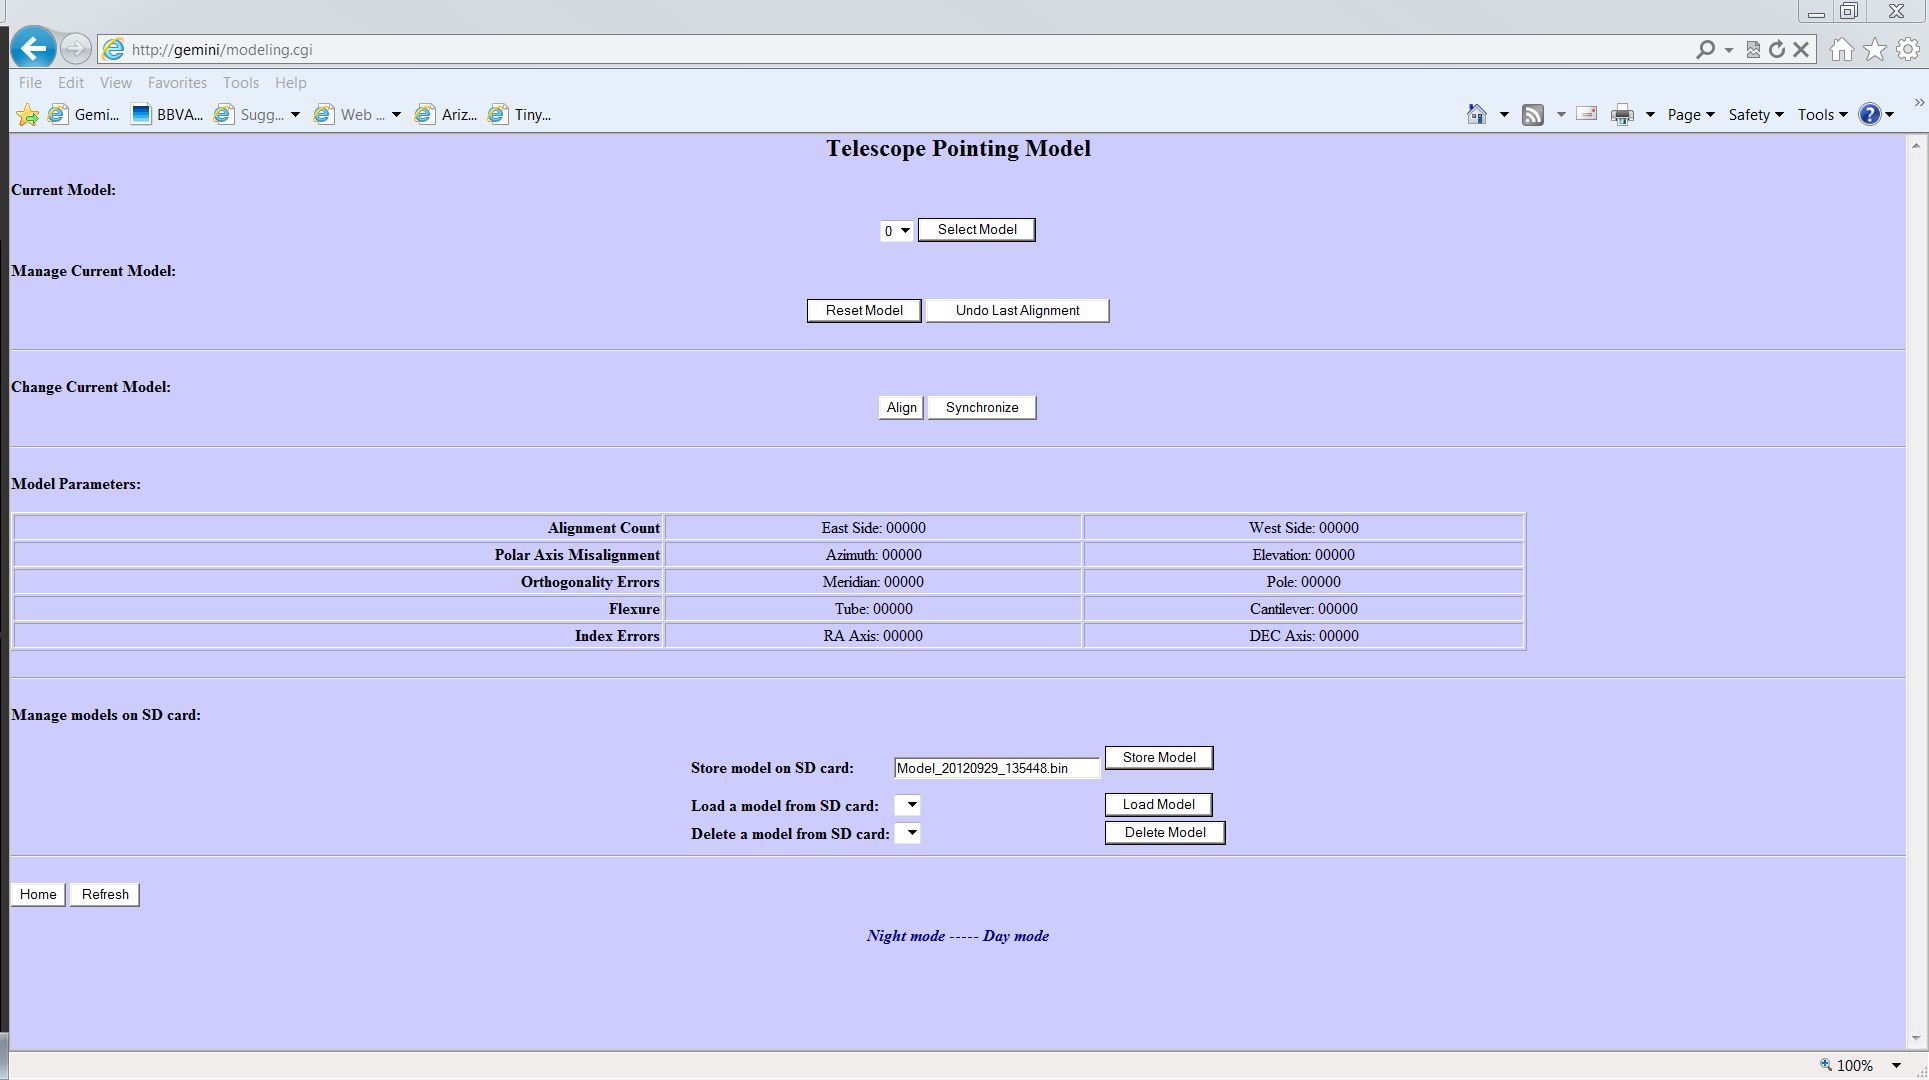 http://gemini/modeling.cgi
File Edit View Favorites Tools Help
Gemi... BBVA... Sugg... Web ... Ariz... Tiny... Page Safety Tools
Telescope Pointing Model
Current Model:
0 Select Model
Manage Current Model:
Reset Model Undo Last Alignment
Change Current Model:
Align Synchronize
Model Parameters:
Alignment Count East Side: 00000 West Side: 00000
Polar Axis Misalignment Azimuth: 00000 Elevation: 00000
Orthogonality Errors Meridian: 00000 Pole: 00000
Flexure Tube: 00000 Cantilever: 00000
Index Errors RA Axis: 00000 DEC Axis: 00000
Manage models on SD card:
Store model on SD card: Model_20120929_135448.bin Store Model
Load a model from SD card: Load Model
Delete a model from SD card: Delete Model
Home Refresh
Night mode ----- Day mode
100%